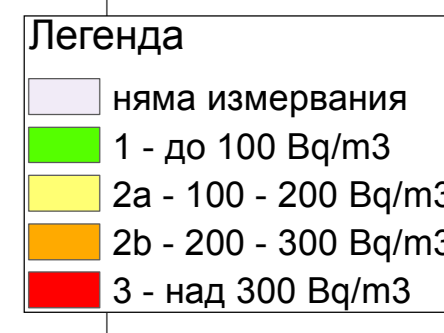 Легенда
няма измервания
1 - до 100 Bq/m3
2a - 100 - 200 Bq/m3
2b - 200 - 300 Bq/m3
3 - над 300 Bq/m3